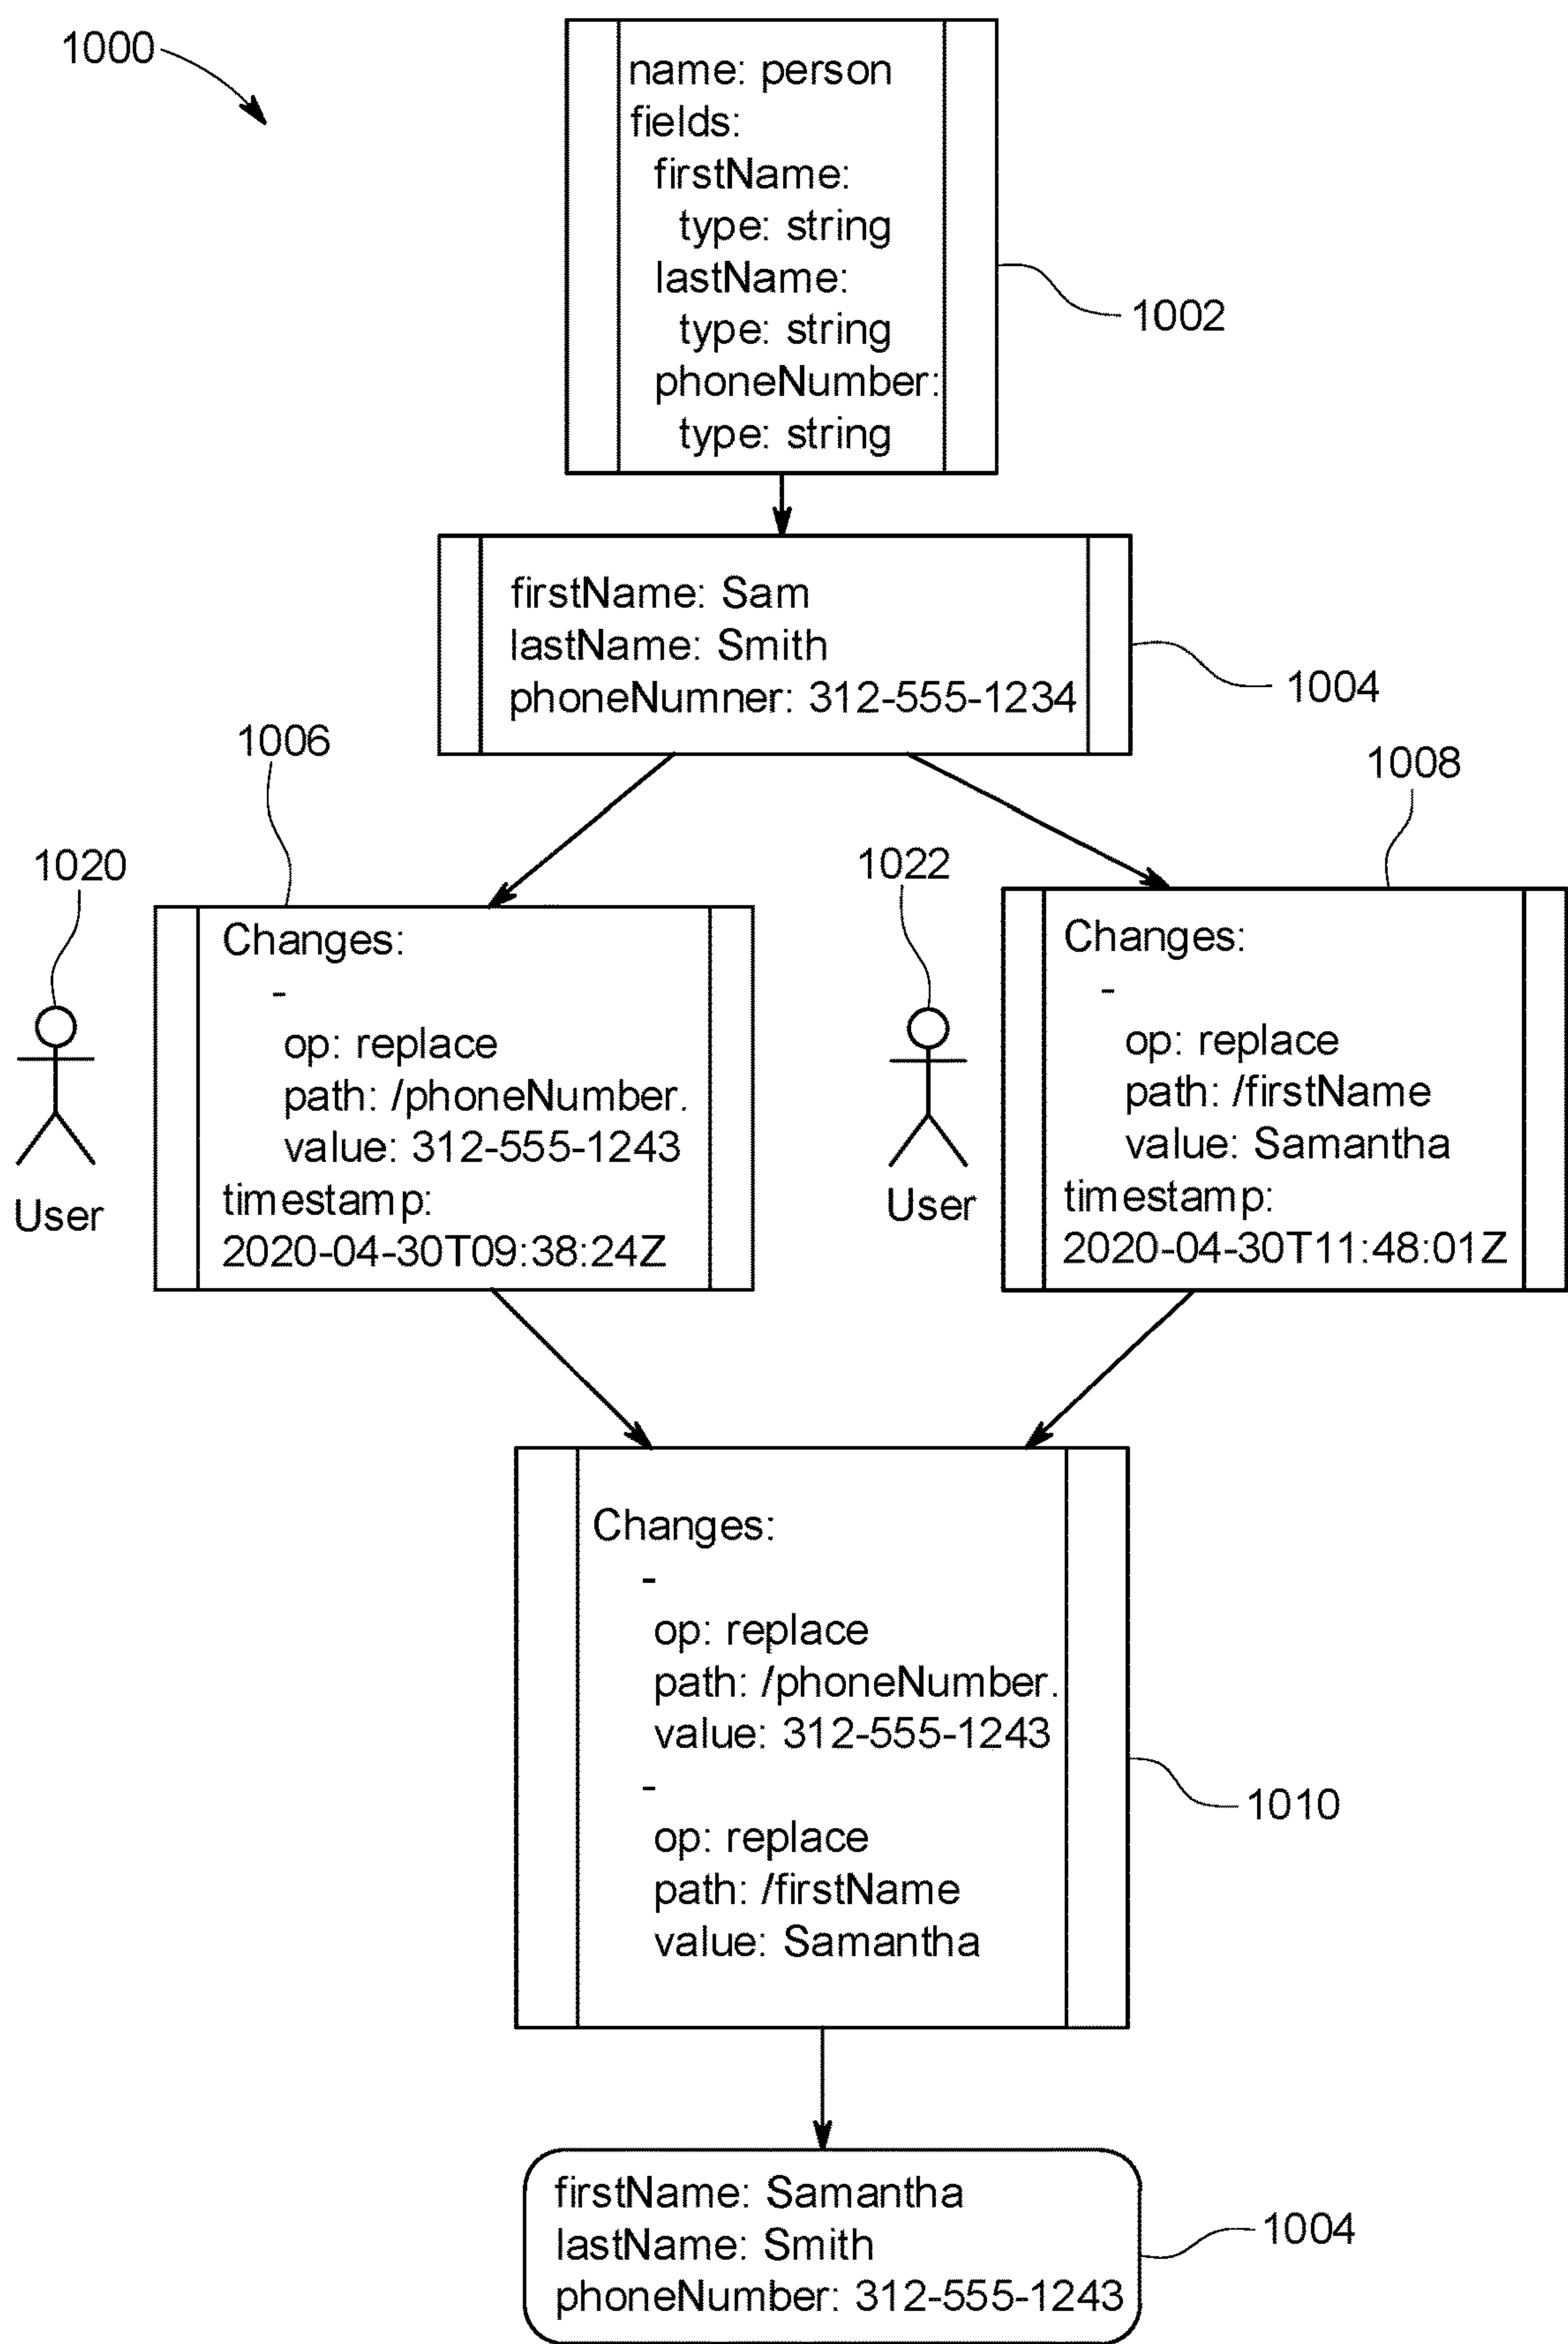 1000
name: person
fields:
firstName:
type: string
lastName:
type: string
phoneNumber:
type: string
1002
firstName: Sam
lastName: Smith
phoneNumner: 312-555-1234
1004
1006
1008
1020
1022
Changes:
-
op: replace
path: /phoneNumber.
value: 312-555-1243
timestamp:
2020-04-30T09:38:24Z
User
Changes:
-
op: replace
path: /firstName
value: Samantha
timestamp:
2020-04-30T11:48:01Z
User
Changes:
-
op: replace
path: /phoneNumber.
value: 312-555-1243
-
op: replace
path: /firstName
value: Samantha
1010
firstName: Samantha
lastName: Smith
phoneNumber: 312-555-1243
1004